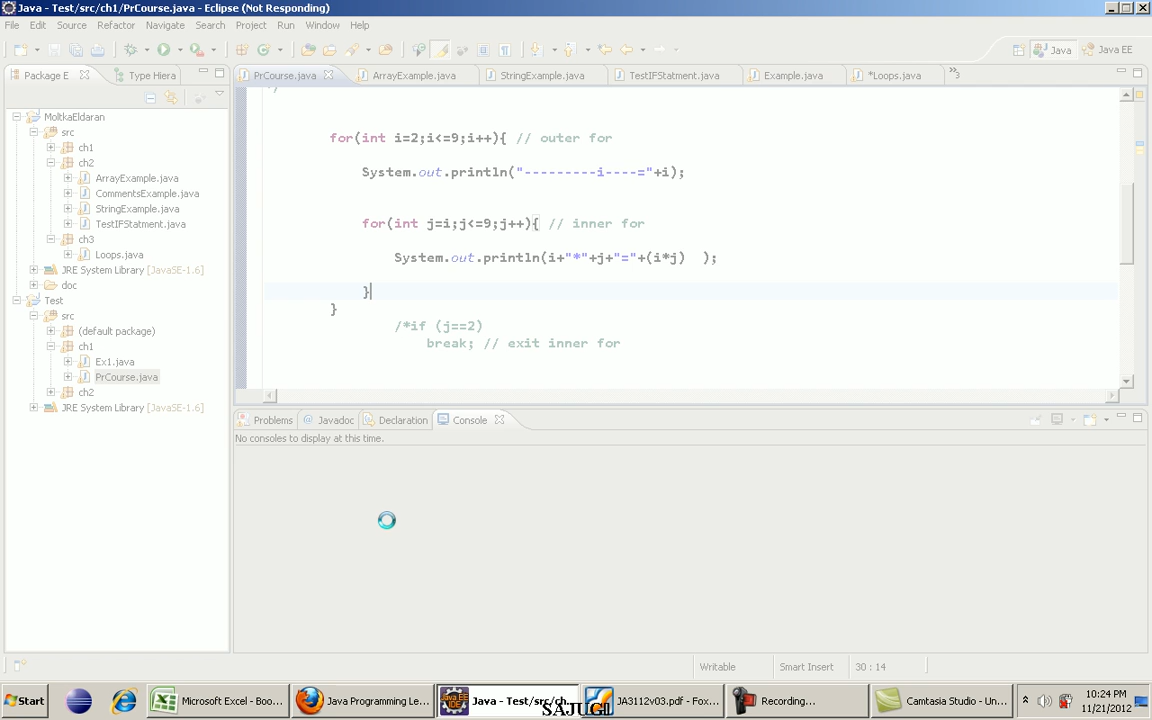 Java - Test/src/ch1/PrCourse.java - Eclipse (Not Responding)
File Edit Source Refactor Navigate Search Project Run Window Help
Java Java EE
Package E Type Hiera
PrCourse.java ArrayExample.java StringExample.java TestIFStatment.java Example.java *Loops.java »3
MoltkaEldaran
src
ch1
ch2
ArrayExample.java
CommentsExample.java
StringExample.java
TestIFStatment.java
ch3
Loops.java
JRE System Library [JavaSE-1.6]
doc
Test
src
(default package)
ch1
Ex1.java
PrCourse.java
ch2
JRE System Library [JavaSE-1.6]
*/
for(int i=2;i<=9;i++){ // outer for
System.out.println("---------i----="+i);
for(int j=i;j<=9;j++){ // inner for
System.out.println(i+"*"+j+"="+(i*j)  );
}
}
/*if (j==2)
break; // exit inner for
Problems @ Javadoc Declaration Console
No consoles to display at this time.
Writable Smart Insert 30 : 14
Start Microsoft Excel - Boo... Java Programming Le... Java - Test/src/ch... JA3112v03.pdf - Fox... Recording... Camtasia Studio - Un... 10:24 PM
11/21/2012
SAJUGL